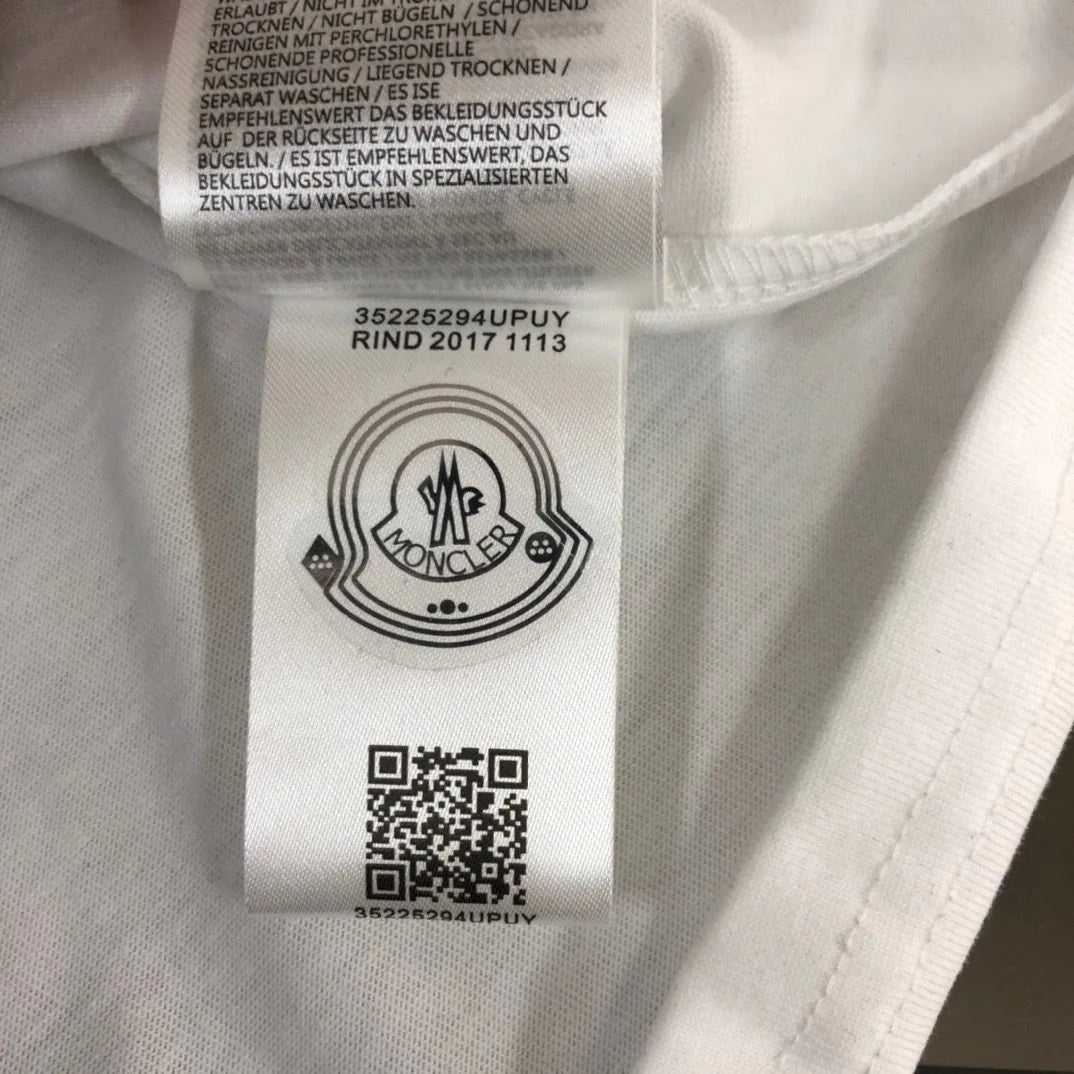 ERLAUBT / NICHT IM
TROCKNEN / NICHT BÜGELN / SCHONEND
REINIGEN MIT PERCHLORETHYLEN /
SCHONENDE PROFESSIONELLE
NASSREINIGUNG / LIEGEND TROCKNEN /
SEPARAT WASCHEN / ES ISE
EMPFEHLENSWERT DAS BEKLEIDUNGSSTÜCK
AUF DER RÜCKSEITE ZU WASCHEN UND
BÜGELN. / ES IST EMPFEHLENSWERT, DAS
BEKLEIDUNGSSTÜCK IN SPEZIALISIERTEN
ZENTREN ZU WASCHEN.
35225294UPUY
RIND 2017 1113
MONCLER
35225294UPUY